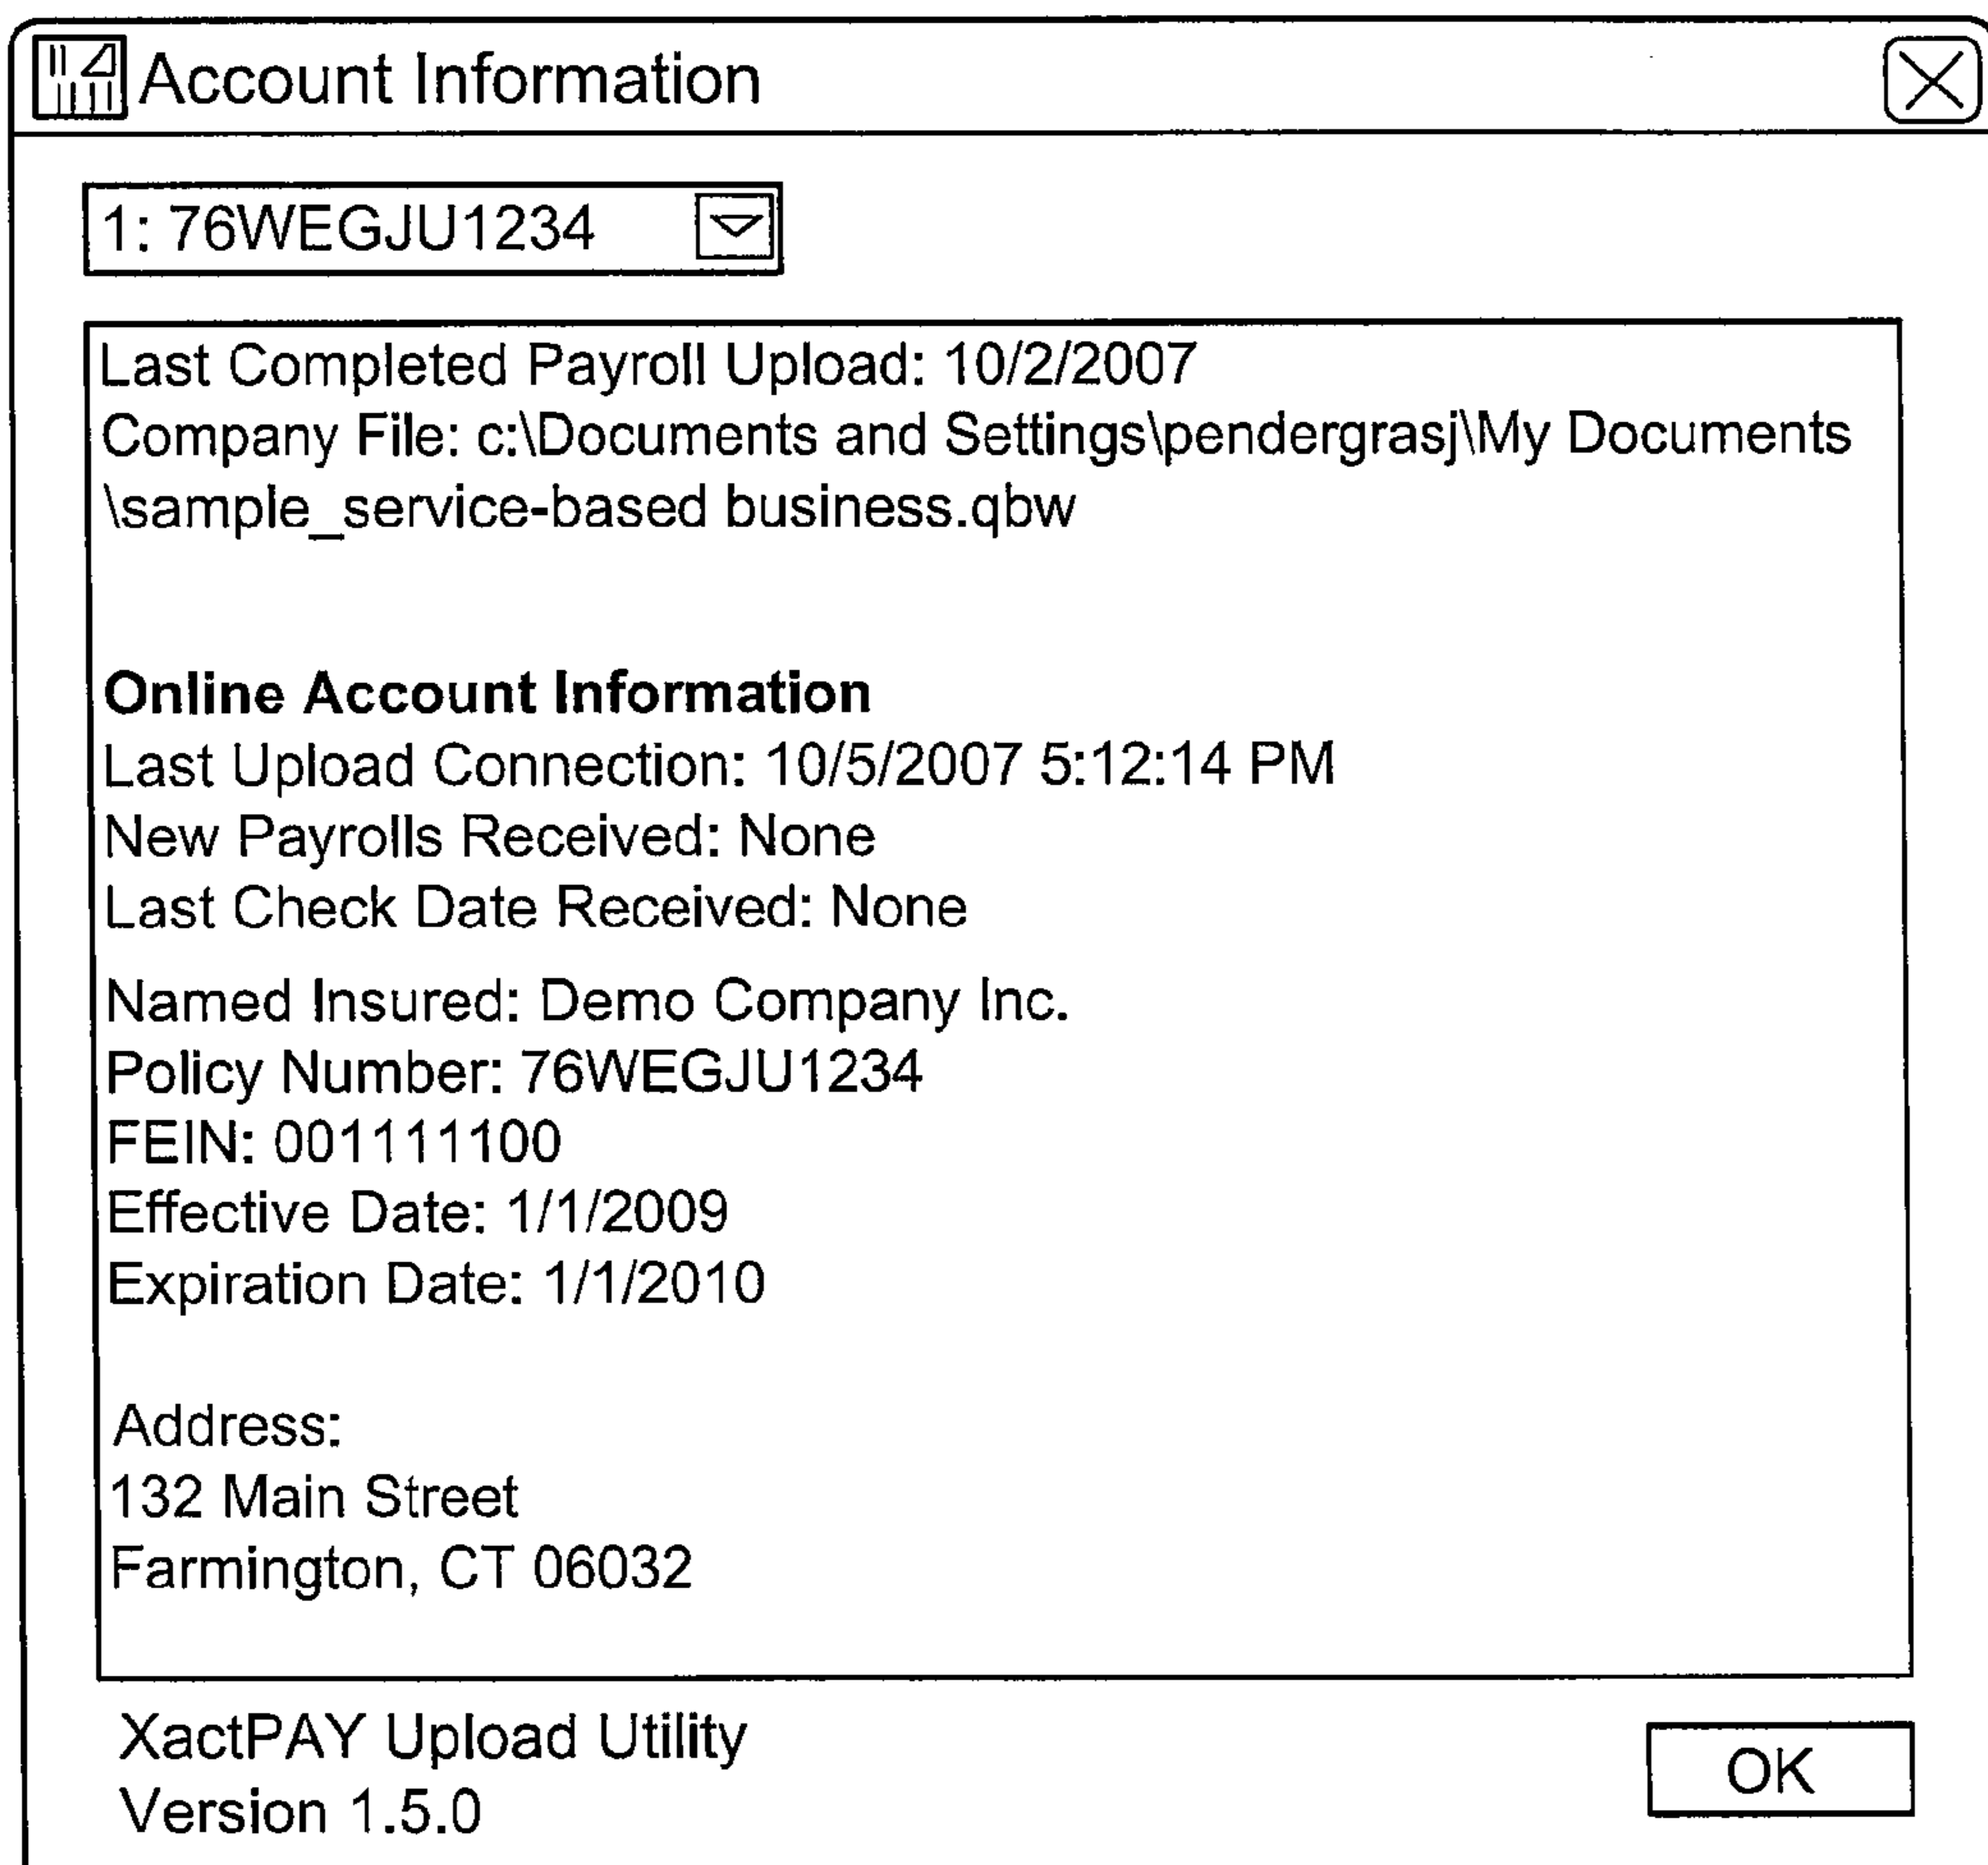 Account Information
1: 76WEGJU1234
Last Completed Payroll Upload: 10/2/2007
Company File: c:\Documents and Settings\pendergrasj\My Documents
\sample_service-based business.qbw
Online Account Information
Last Upload Connection: 10/5/2007 5:12:14 PM
New Payrolls Received: None
Last Check Date Received: None
Named Insured: Demo Company Inc.
Policy Number: 76WEGJU1234
FEIN: 001111100
Effective Date: 1/1/2009
Expiration Date: 1/1/2010
Address:
132 Main Street
Farmington, CT 06032
XactPAY Upload Utility
Version 1.5.0
OK